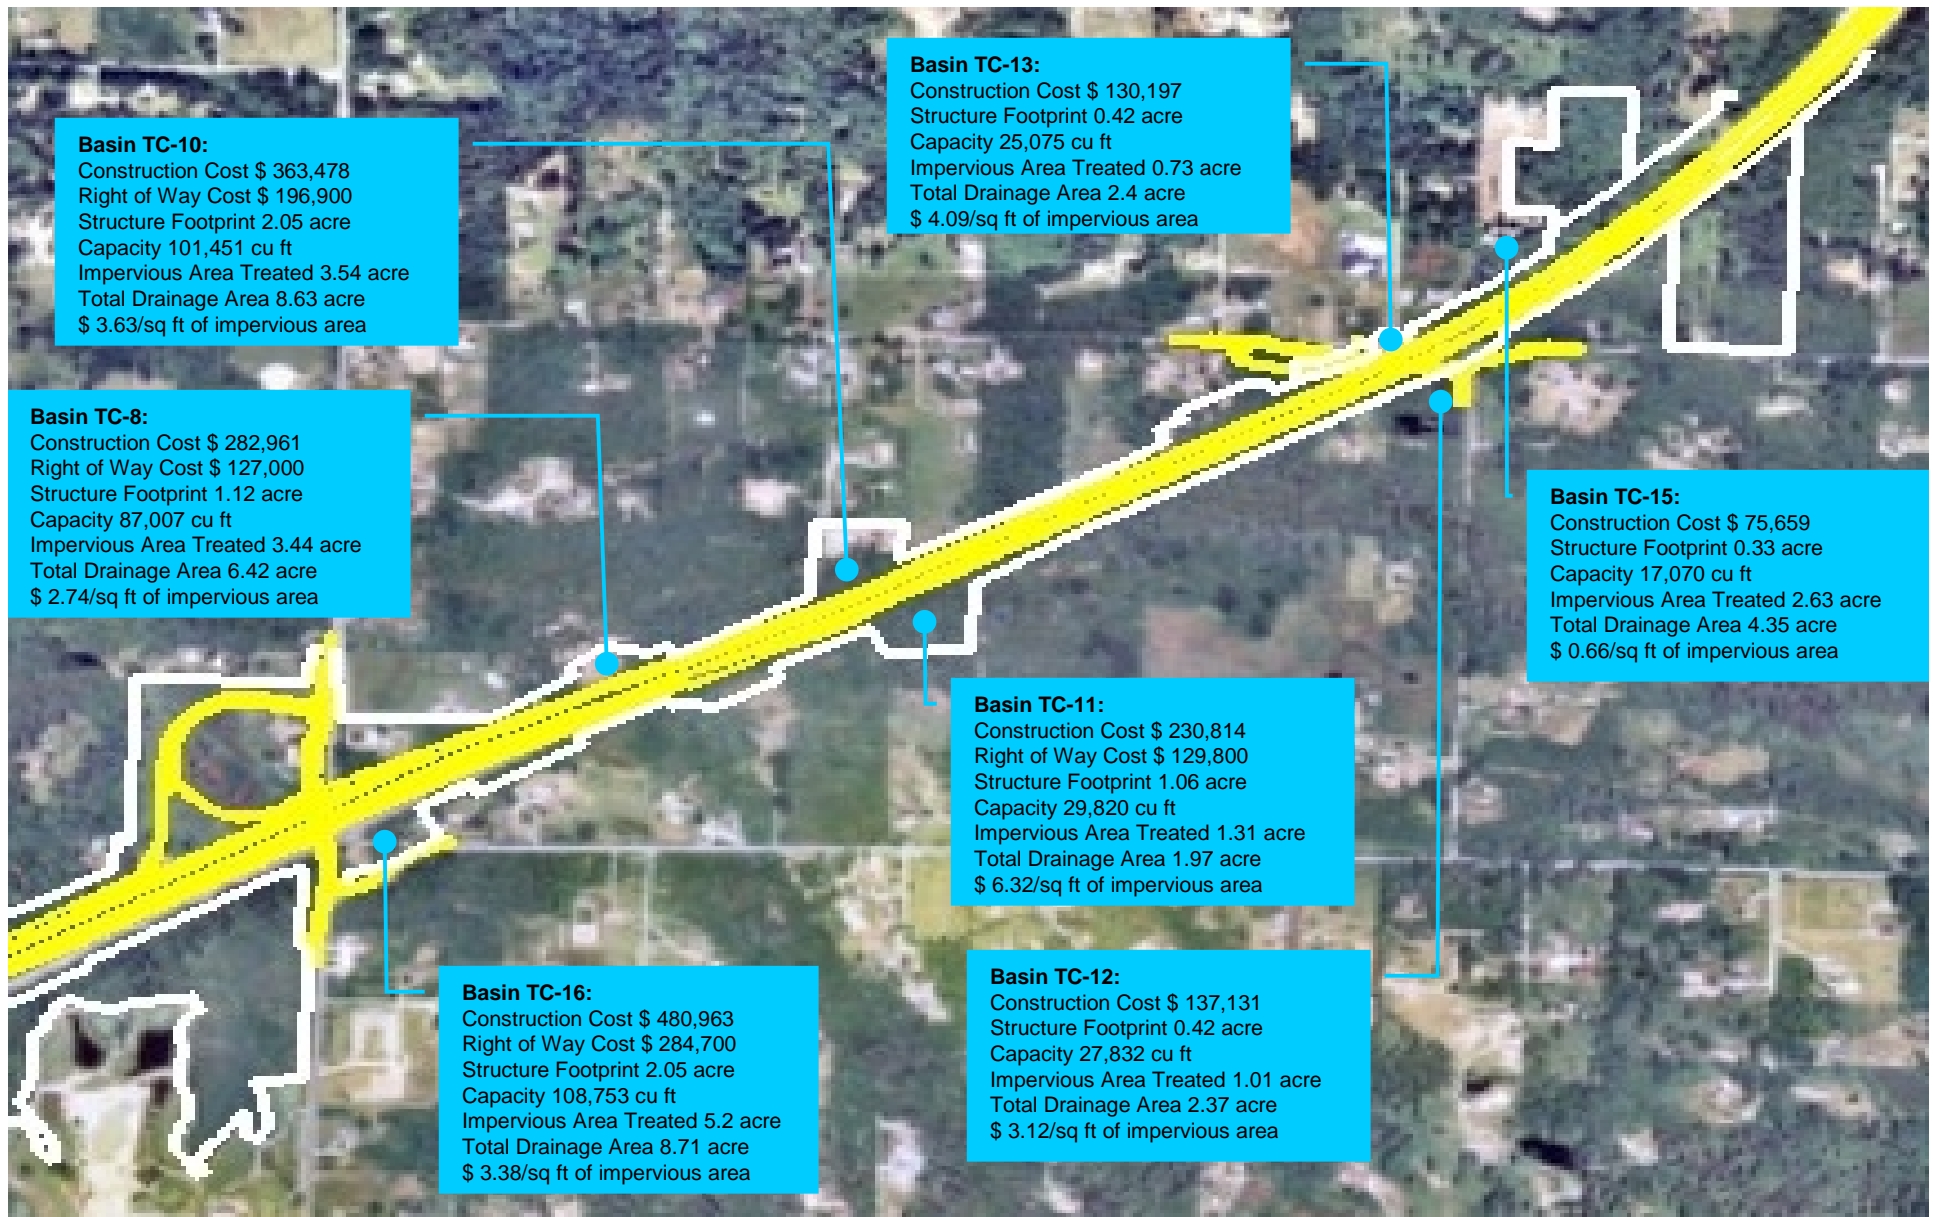 Basin TC-13:
Construction Cost $ 130,197
Structure Footprint 0.42 acre
Capacity 25,075 cu ft
Impervious Area Treated 0.73 acre
Total Drainage Area 2.4 acre
$ 4.09/sq ft of impervious area
Basin TC-10:
Construction Cost $ 363,478
Right of Way Cost $ 196,900
Structure Footprint 2.05 acre
Capacity 101,451 cu ft
Impervious Area Treated 3.54 acre
Total Drainage Area 8.63 acre
$ 3.63/sq ft of impervious area
Basin TC-8:
Construction Cost $ 282,961
Right of Way Cost $ 127,000
Structure Footprint 1.12 acre
Capacity 87,007 cu ft
Impervious Area Treated 3.44 acre
Total Drainage Area 6.42 acre
$ 2.74/sq ft of impervious area
Basin TC-15:
Construction Cost $ 75,659
Structure Footprint 0.33 acre
Capacity 17,070 cu ft
Impervious Area Treated 2.63 acre
Total Drainage Area 4.35 acre
$ 0.66/sq ft of impervious area
Basin TC-11:
Construction Cost $ 230,814
Right of Way Cost $ 129,800
Structure Footprint 1.06 acre
Capacity 29,820 cu ft
Impervious Area Treated 1.31 acre
Total Drainage Area 1.97 acre
$ 6.32/sq ft of impervious area
Basin TC-16:
Construction Cost $ 480,963
Right of Way Cost $ 284,700
Structure Footprint 2.05 acre
Capacity 108,753 cu ft
Impervious Area Treated 5.2 acre
Total Drainage Area 8.71 acre
$ 3.38/sq ft of impervious area
Basin TC-12:
Construction Cost $ 137,131
Structure Footprint 0.42 acre
Capacity 27,832 cu ft
Impervious Area Treated 1.01 acre
Total Drainage Area 2.37 acre
$ 3.12/sq ft of impervious area